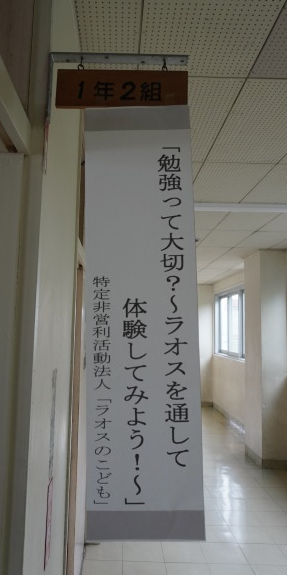 1年2組
「勉強って大切?~ラオスを通して
体験してみよう!~」
特定非営利活動法人「ラオスのこども」